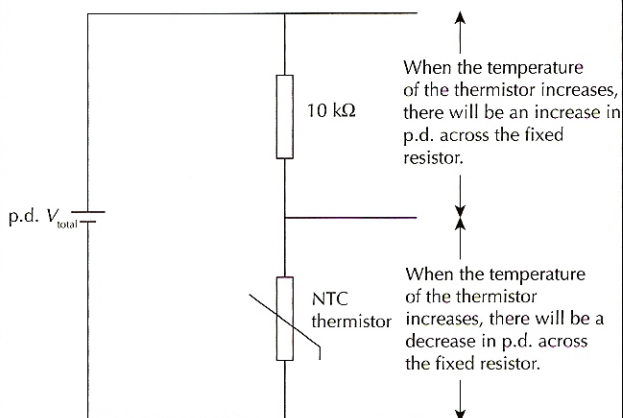 When the temperature
of the thermistor increases,
there will be an increase in
p.d. across the fixed
resistor.
10 kΩ
p.d. Vtotal
NTC
thermistor
When the temperature
of the thermistor
increases, there will be a
decrease in p.d. across
the fixed resistor.